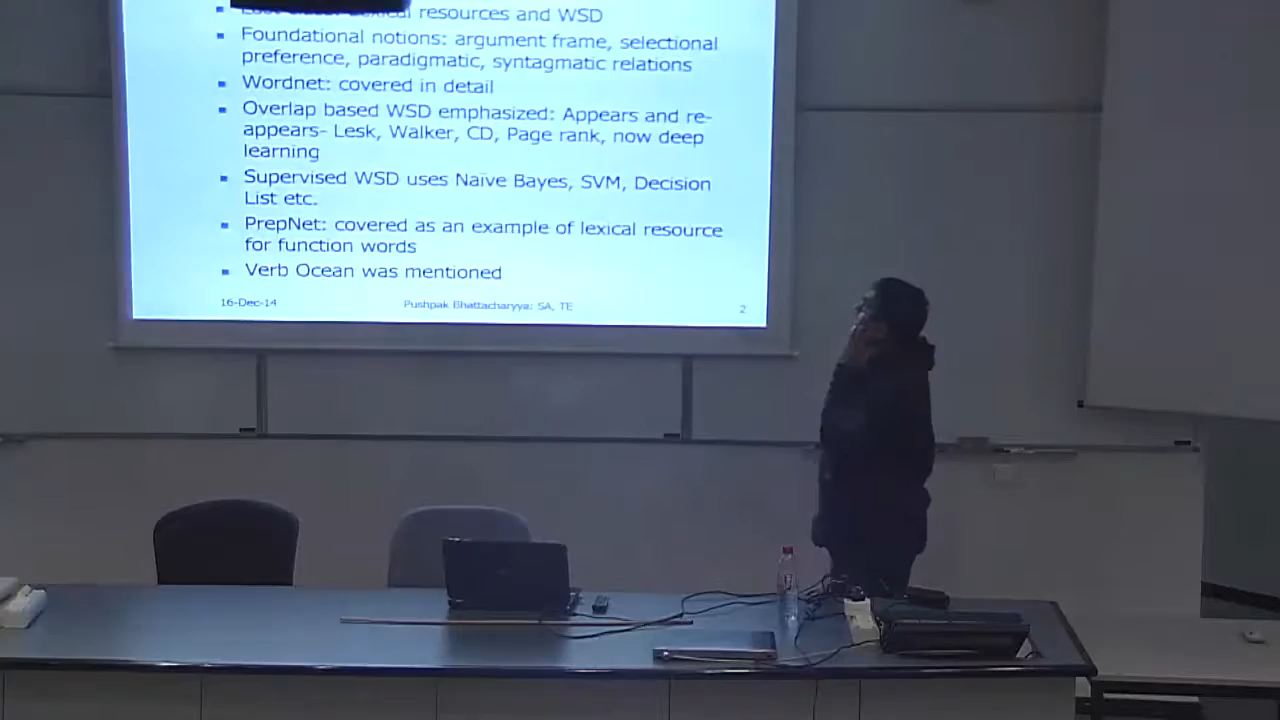 resources and WSD
Foundational notions: argument frame, selectional
preference, paradigmatic, syntagmatic relations
Wordnet: covered in detail
Overlap based WSD emphasized: Appears and re-
appears- Lesk, Walker, CD, Page rank, now deep
learning
Supervised WSD uses Naïve Bayes, SVM, Decision
List etc.
PrepNet: covered as an example of lexical resource
for function words
Verb Ocean was mentioned
16-Dec-14
Pushpak Bhattacharyya: SA, TE
2